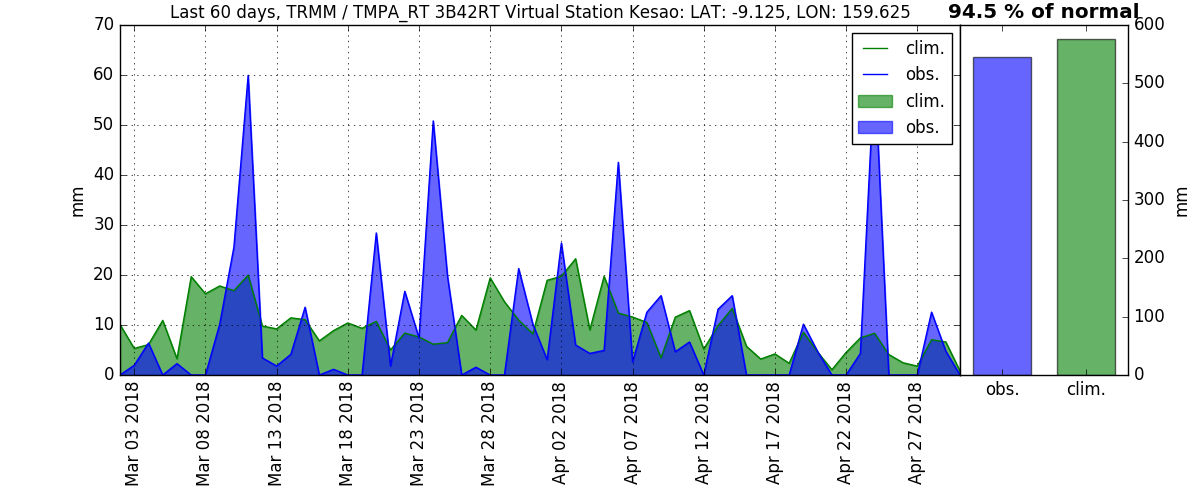 Last 60 days, TRMM / TMPA_RT 3B42RT Virtual Station Kesao: LAT: -9.125, LON: 159.625
94.5 % of normal
70
60
50
40
30
20
10
0
mm
clim.
obs.
clim.
obs.
600
500
400
300
200
100
0
mm
Mar 03 2018
Mar 08 2018
Mar 13 2018
Mar 18 2018
Mar 23 2018
Mar 28 2018
Apr 02 2018
Apr 07 2018
Apr 12 2018
Apr 17 2018
Apr 22 2018
Apr 27 2018
obs.
clim.